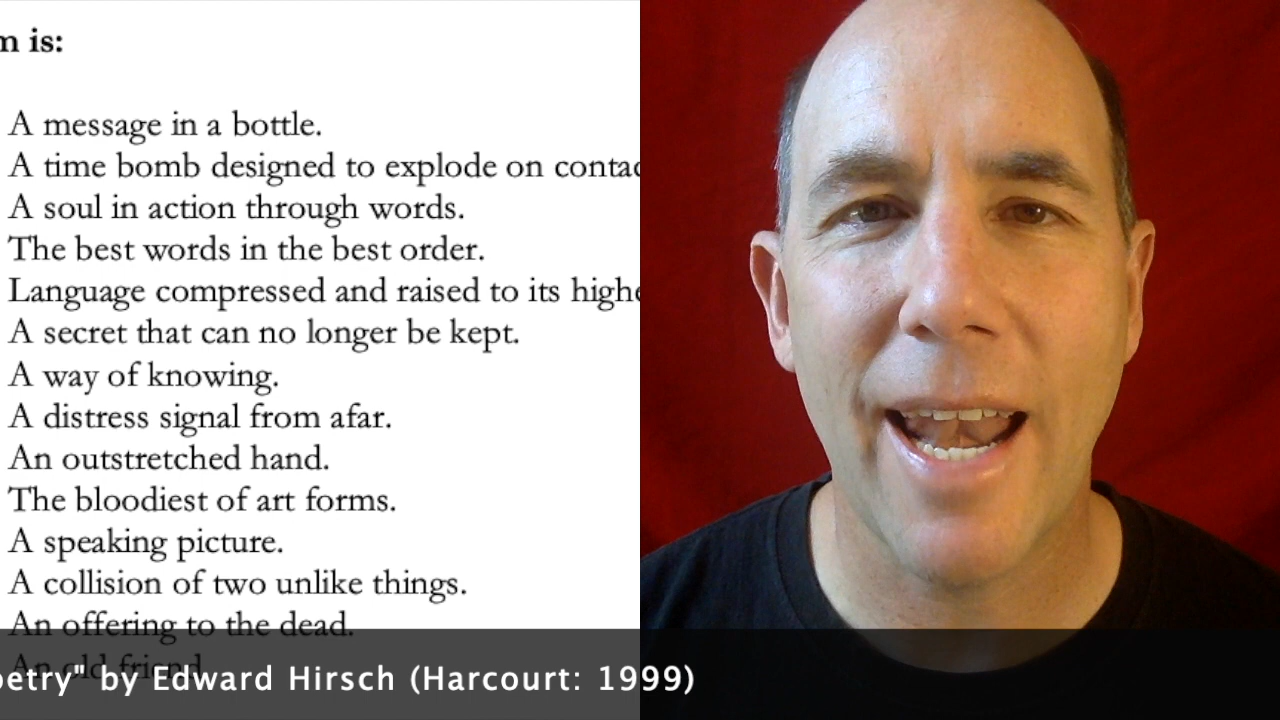 m is:
A message in a bottle.
A time bomb designed to explode on contac
A soul in action through words.
The best words in the best order.
Language compressed and raised to its highe
A secret that can no longer be kept.
A way of knowing.
A distress signal from afar.
An outstretched hand.
The bloodiest of art forms.
A speaking picture.
A collision of two unlike things.
An offering to the dead.
An old friend.
oetry" by Edward Hirsch (Harcourt: 1999)